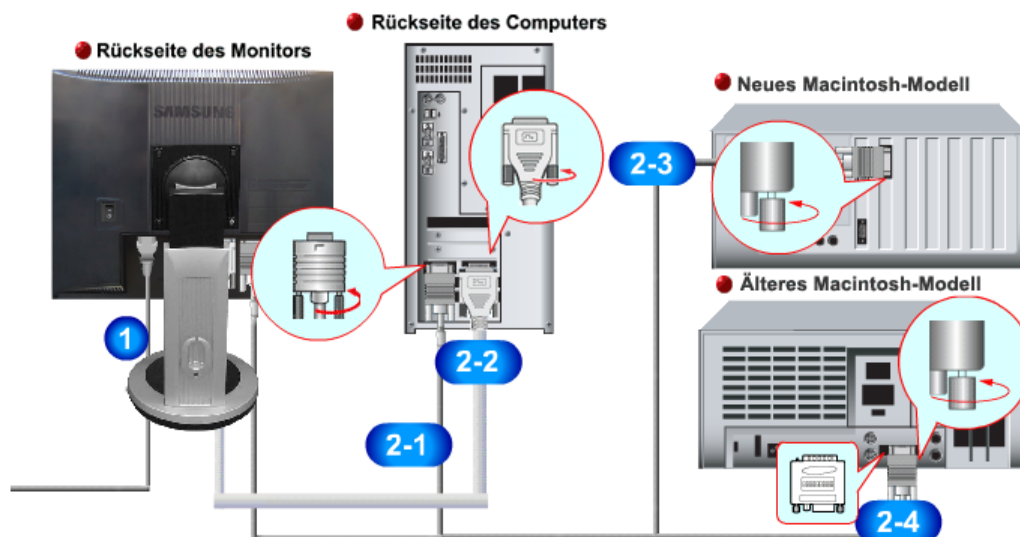 Rückseite des Computers
Rückseite des Monitors
SAMSUNG
Neues Macintosh-Modell
2-3
Älteres Macintosh-Modell
1
2-2
2-1
2-4